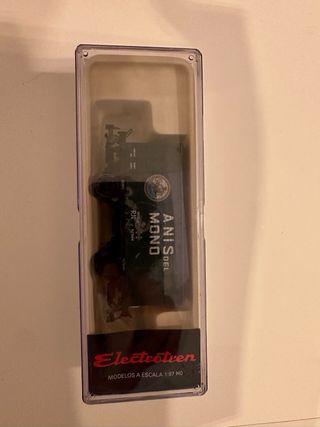 ANIS
DEL
MONO
Electrotren
MODELOS A ESCALA 1:87 HO